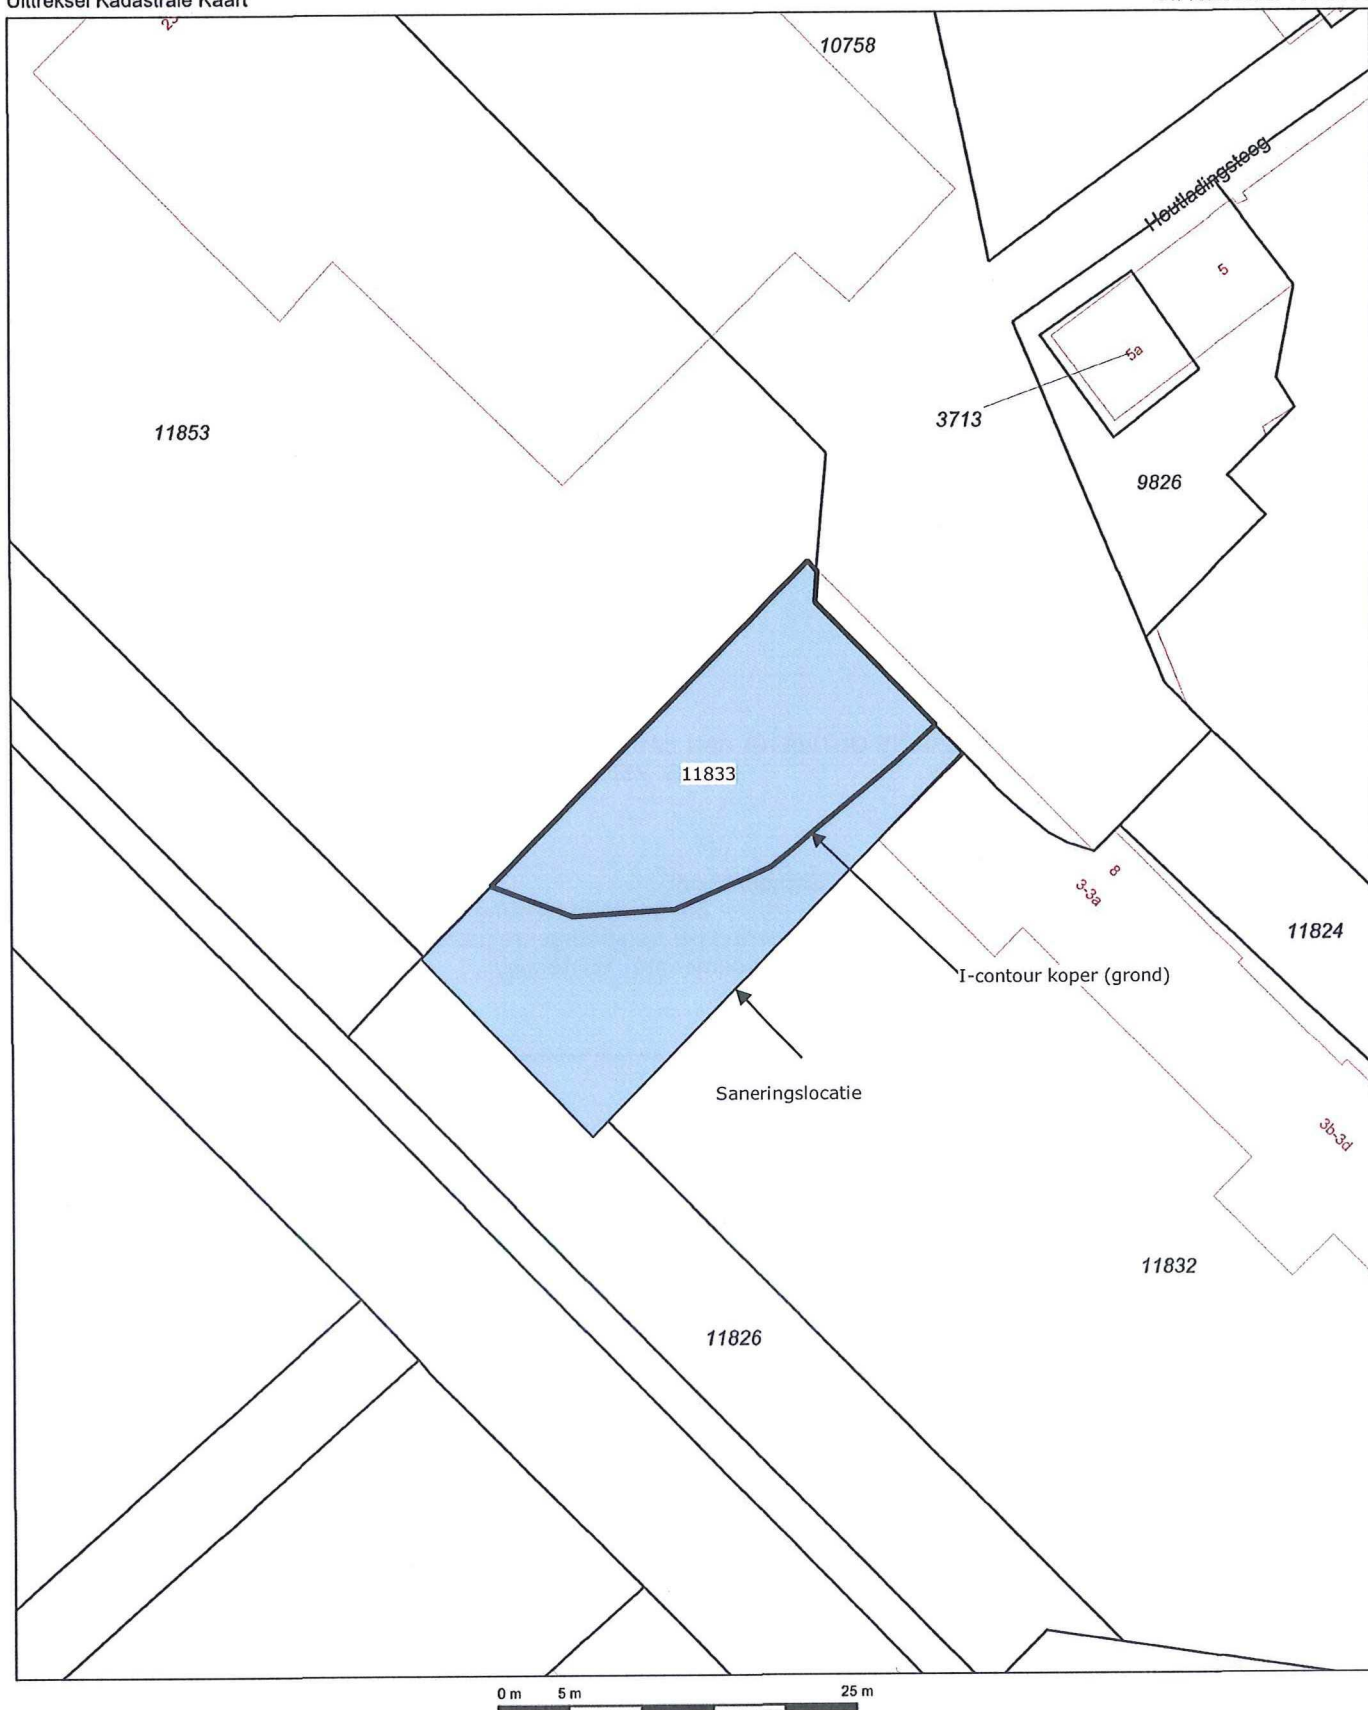 Uittreksel Kadastrale Kaart
10758
Houtladingstoog
5
5a
3713
11853
9826
11833
8
3-3a
11824
I-contour koper (grond)
Saneringslocatie
3b-3d
11832
11826
0 m 5 m 25 m